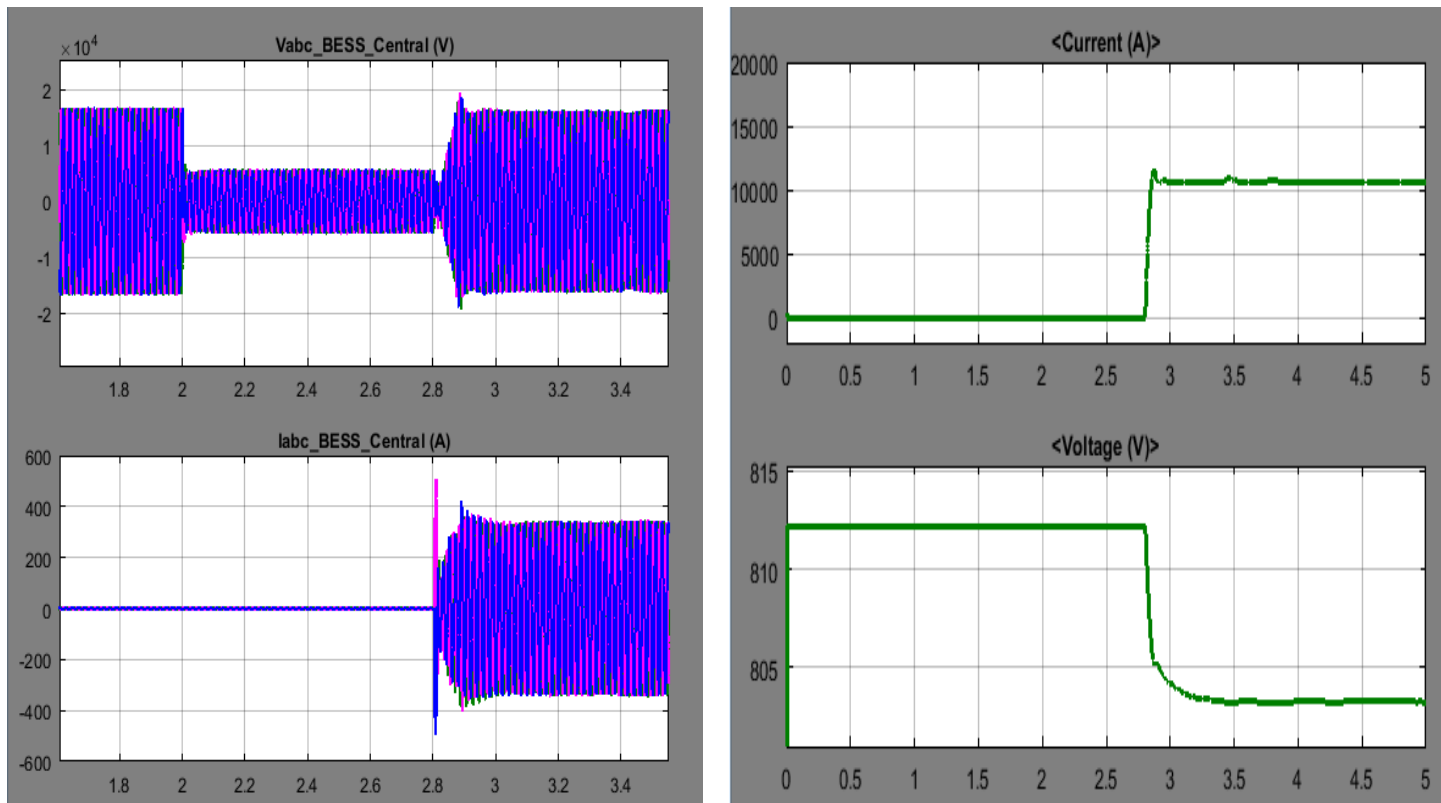 Vabc_BESS_Central (V)
×10⁴
2
1
0
-1
-2
1.8 2 2.2 2.4 2.6 2.8 3 3.2 3.4
Iabc_BESS_Central (A)
600
400
200
0
-200
-400
-600
1.8 2 2.2 2.4 2.6 2.8 3 3.2 3.4
<Current (A)>
20000
15000
10000
5000
0
0 0.5 1 1.5 2 2.5 3 3.5 4 4.5 5
<Voltage (V)>
815
810
805
0 0.5 1 1.5 2 2.5 3 3.5 4 4.5 5